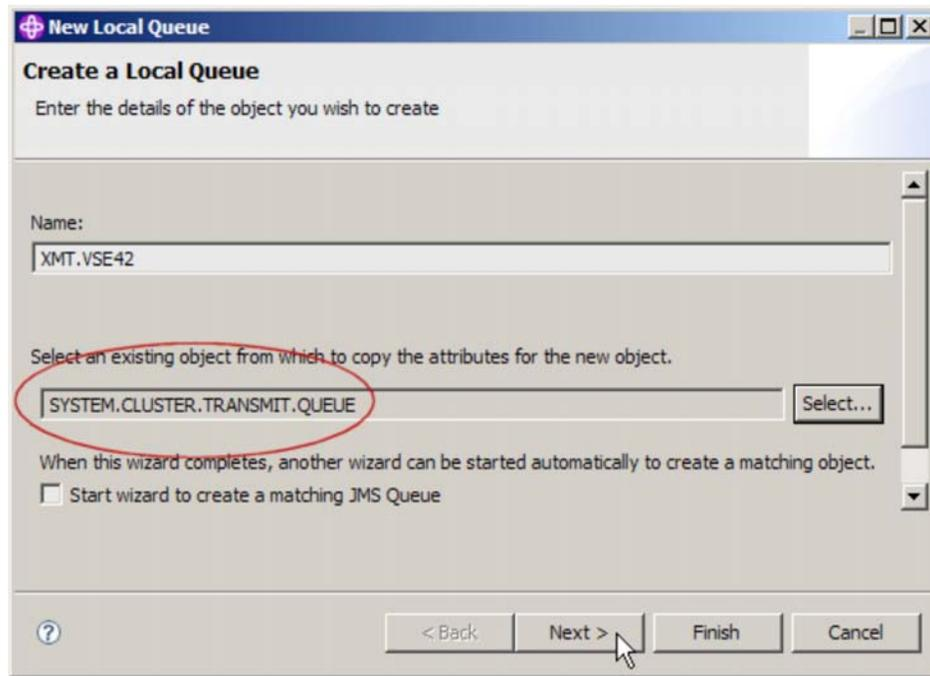 New Local Queue
Create a Local Queue
Enter the details of the object you wish to create
Name:
XMT.VSE42
Select an existing object from which to copy the attributes for the new object.
SYSTEM.CLUSTER.TRANSMIT.QUEUE
Select...
When this wizard completes, another wizard can be started automatically to create a matching object.
Start wizard to create a matching JMS Queue
?
< Back
Next >
Finish
Cancel